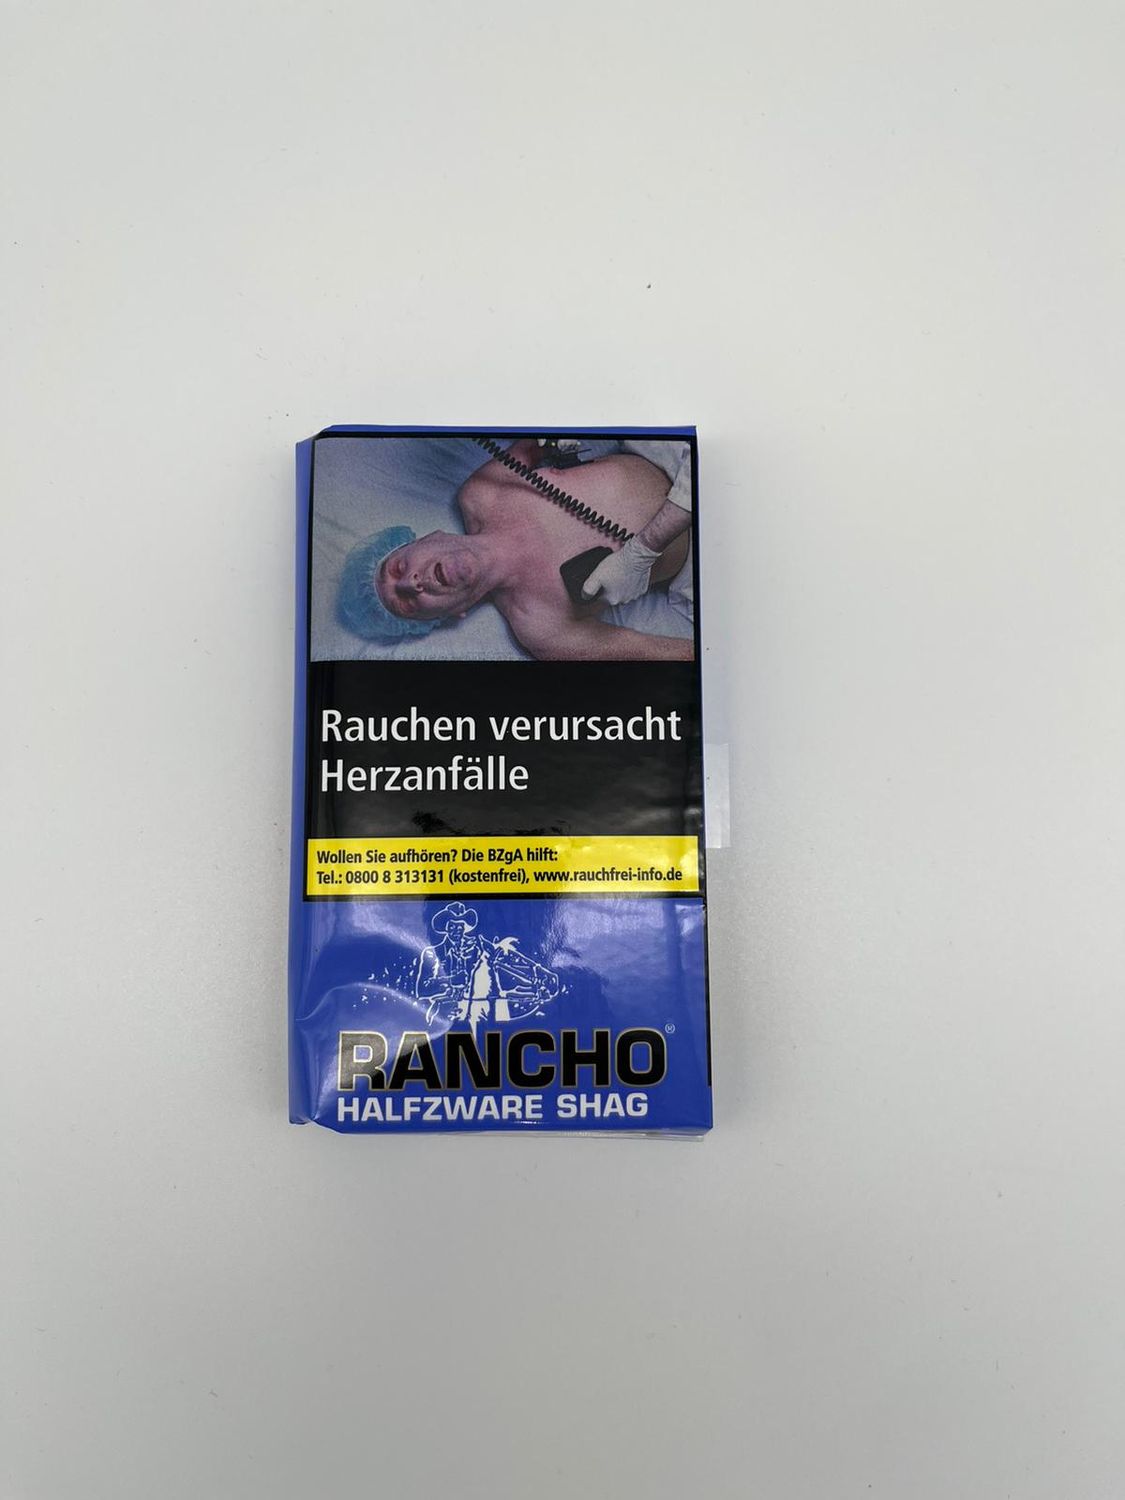 Rauchen verursacht
Herzanfälle
Wollen Sie aufhören? Die BZgA hilft:
Tel.: 0800 8 313131 (kostenfrei), www.rauchfrei-info.de
RANCHO®
HALFZWARE SHAG